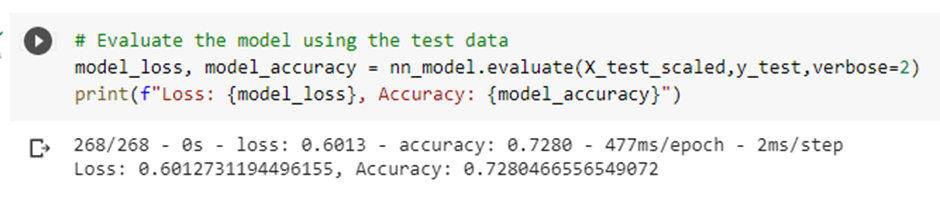 # Evaluate the model using the test data
model_loss, model_accuracy = nn_model.evaluate(X_test_scaled,y_test,verbose=2)
print(f"Loss: {model_loss}, Accuracy: {model_accuracy}")
268/268 - 0s - loss: 0.6013 - accuracy: 0.7280 - 477ms/epoch - 2ms/step
Loss: 0.6012731194496155, Accuracy: 0.7280466556549072